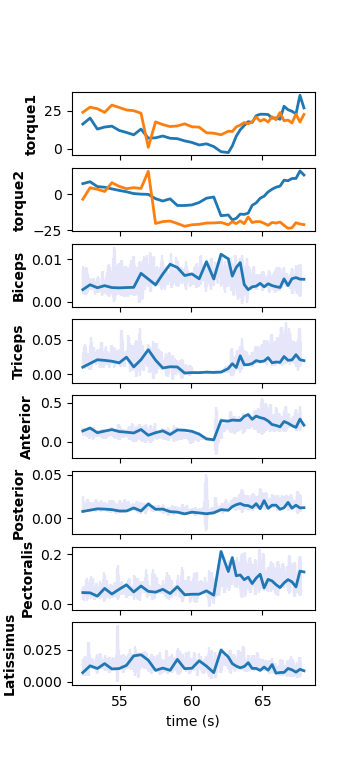 torque1
25
0
torque2
0
−25
Biceps
0.01
0.00
Triceps
0.05
0.00
Anterior
0.5
0.0
Posterior
0.05
0.00
Pectoralis
0.2
0.0
Latissimus
0.025
0.000
55 60 65
time (s)